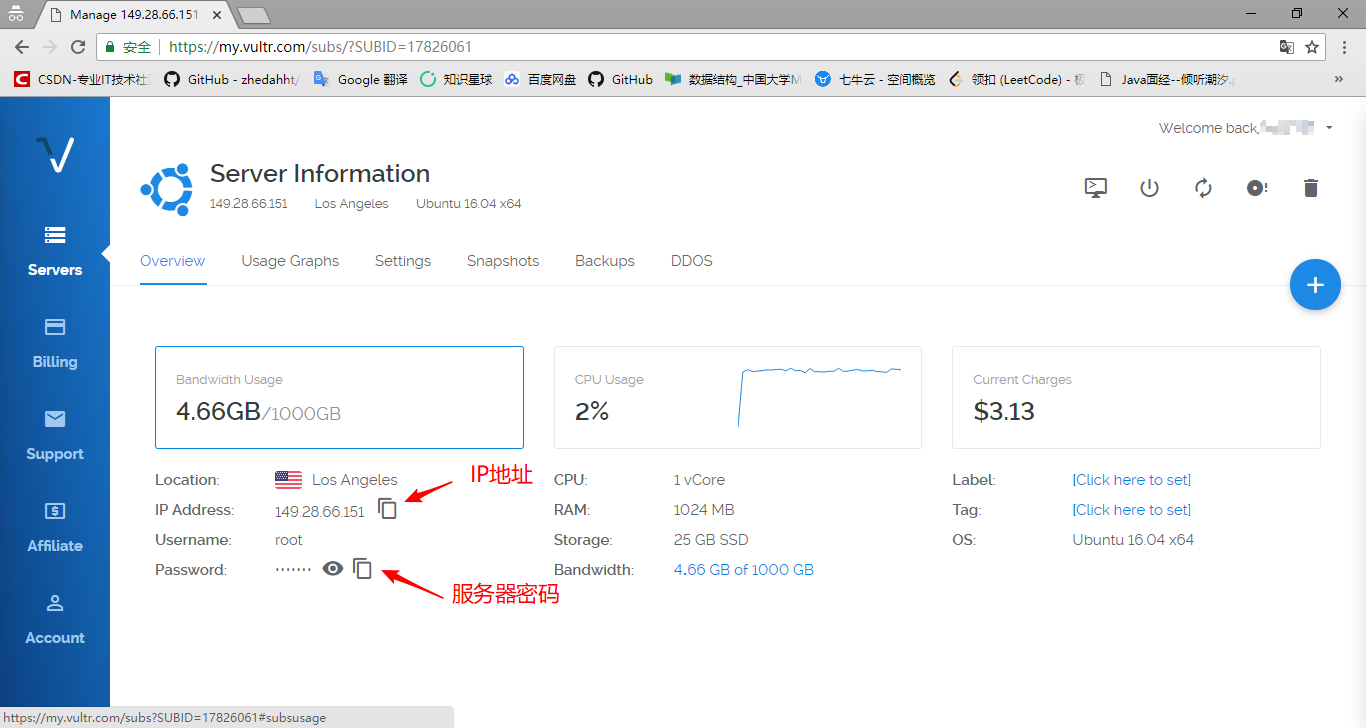 Manage 149.28.66.151
安全 https://my.vultr.com/subs/?SUBID=17826061
CSDN-专业IT技术社 GitHub - zhedahht/ Google 翻译 知识星球 百度网盘 GitHub 数据结构_中国大学M 七牛云 - 空间概览 领扣 (LeetCode) - 极 Java面经--倾听潮汐. »
Welcome back,
Server Information
149.28.66.151 Los Angeles Ubuntu 16.04 x64
Overview Usage Graphs Settings Snapshots Backups DDOS
Servers
Billing
Support
Affiliate
Account
Bandwidth Usage
4.66GB/1000GB
CPU Usage
2%
Current Charges
$3.13
Location: Los Angeles
IP Address: 149.28.66.151
Username: root
Password: ·······
IP地址
服务器密码
CPU: 1 vCore
RAM: 1024 MB
Storage: 25 GB SSD
Bandwidth: 4.66 GB of 1000 GB
Label: [Click here to set]
Tag: [Click here to set]
OS: Ubuntu 16.04 x64
https://my.vultr.com/subs?SUBID=17826061#subsusage